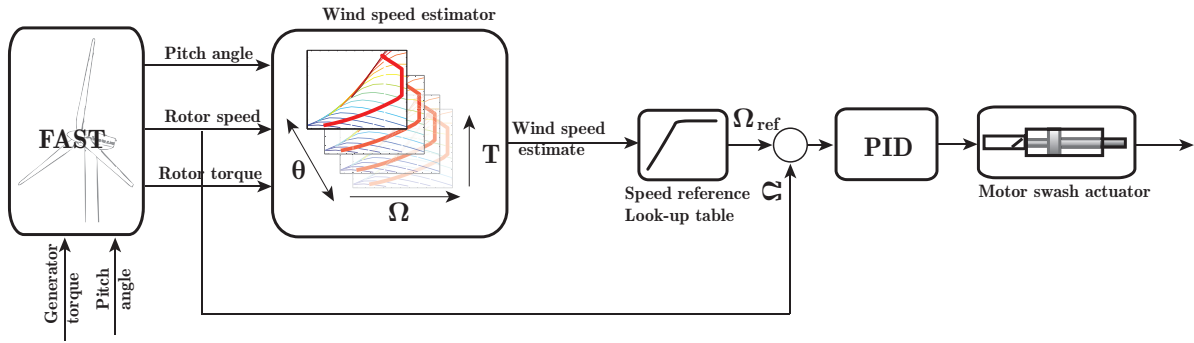 Wind speed estimator
Pitch angle
Rotor speed
Rotor torque
FAST
θ
Ω
T
Wind speed
estimate
Speed reference
Look-up table
Ωref
Ω
PID
Motor swash actuator
Generator
torque
Pitch
angle